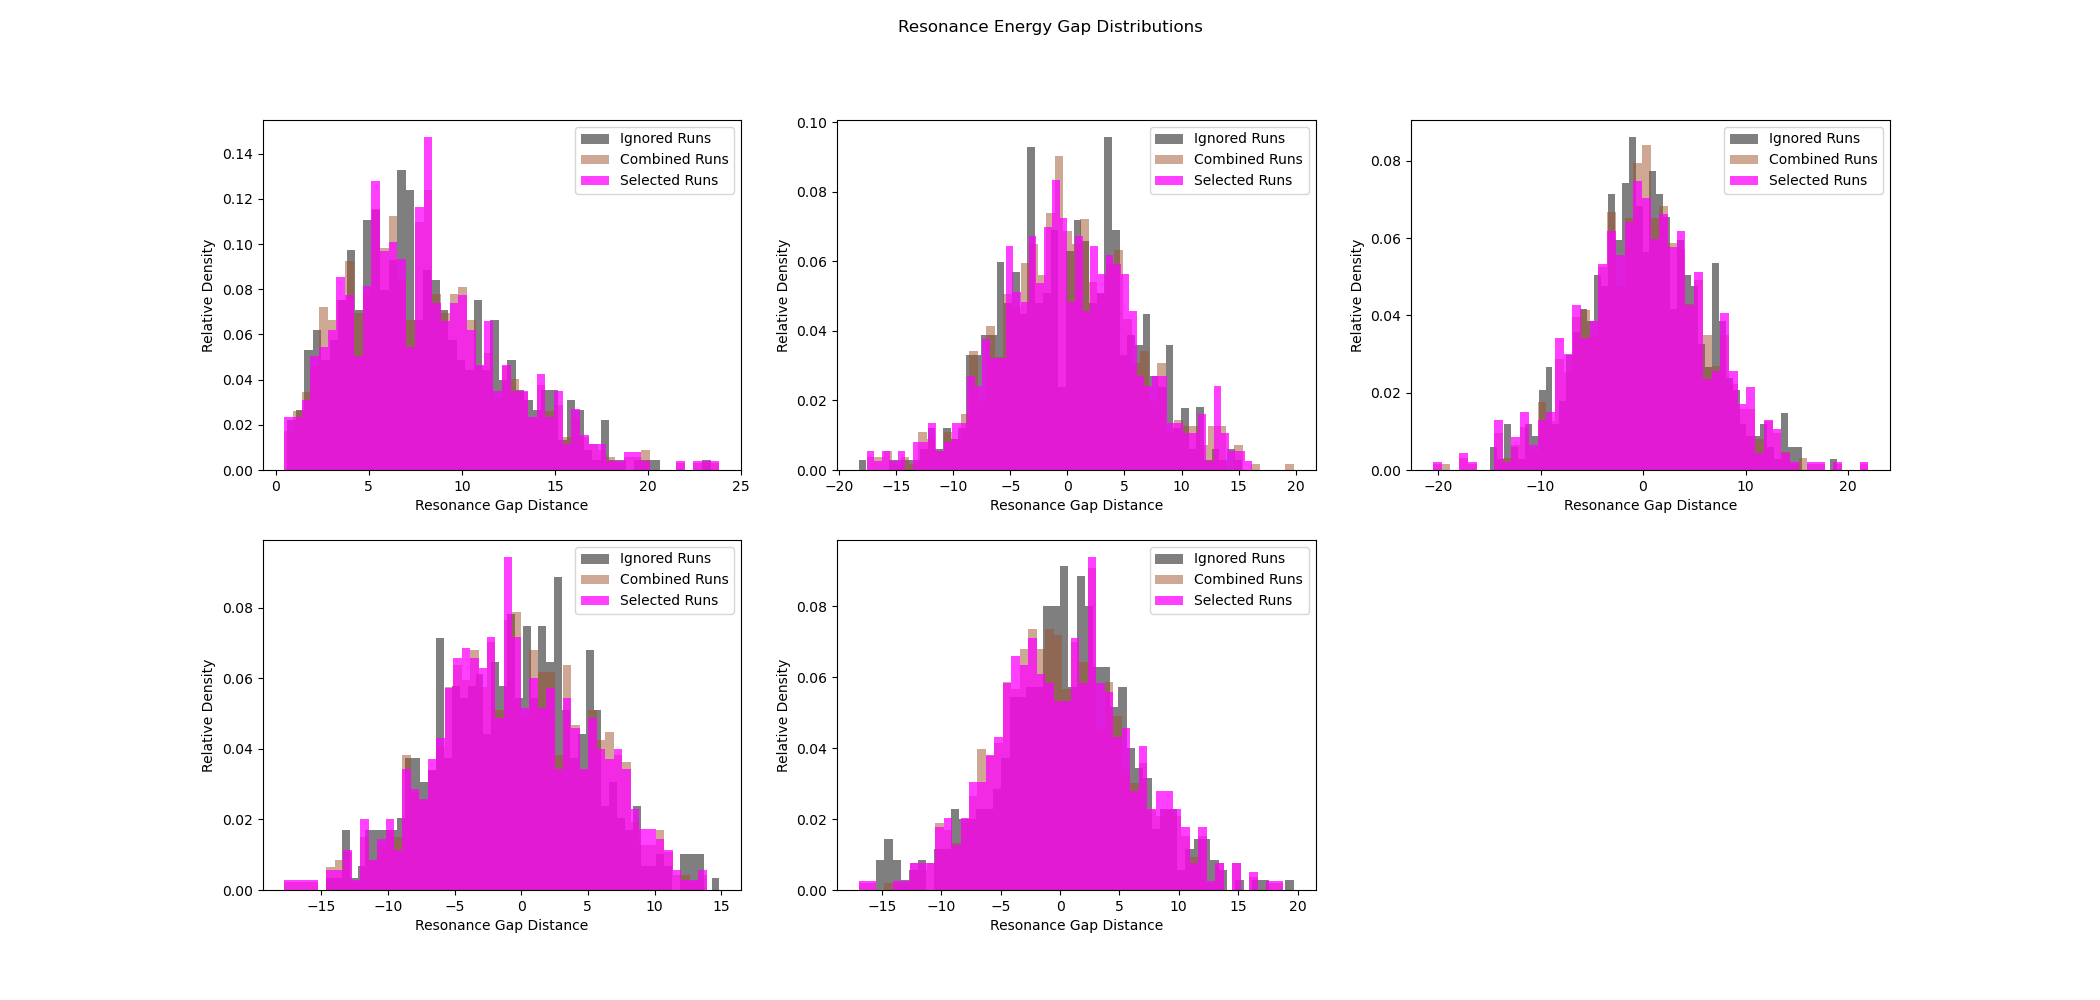 Resonance Energy Gap Distributions
Relative Density
0.14
0.12
0.10
0.08
0.06
0.04
0.02
0.00
Ignored Runs
Combined Runs
Selected Runs
0 5 10 15 20 25
Resonance Gap Distance
Relative Density
0.10
0.08
0.06
0.04
0.02
0.00
Ignored Runs
Combined Runs
Selected Runs
−20 −15 −10 −5 0 5 10 15 20
Resonance Gap Distance
Relative Density
0.08
0.06
0.04
0.02
0.00
Ignored Runs
Combined Runs
Selected Runs
−20 −10 0 10 20
Resonance Gap Distance
Relative Density
0.08
0.06
0.04
0.02
0.00
Ignored Runs
Combined Runs
Selected Runs
−15 −10 −5 0 5 10 15
Resonance Gap Distance
Relative Density
0.08
0.06
0.04
0.02
0.00
Ignored Runs
Combined Runs
Selected Runs
−15 −10 −5 0 5 10 15 20
Resonance Gap Distance